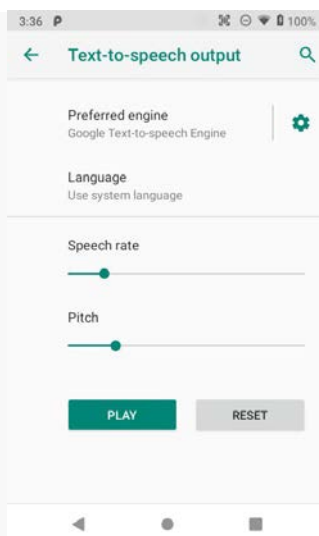 3:36 P 100%
Text-to-speech output
Preferred engine
Google Text-to-speech Engine
Language
Use system language
Speech rate
Pitch
PLAY RESET